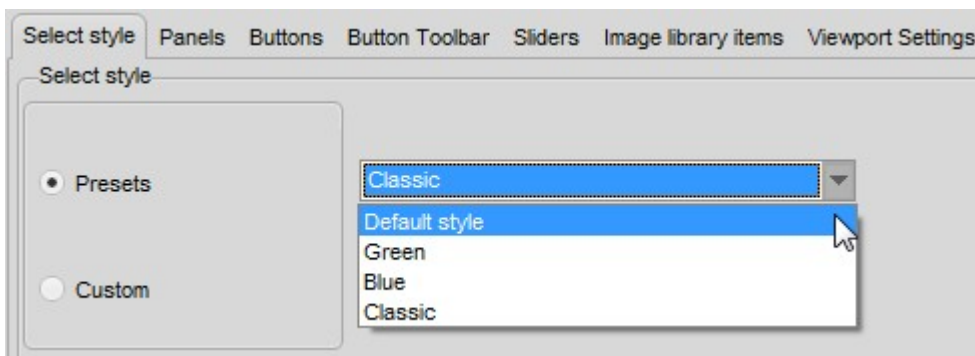 Select style Panels Buttons Button Toolbar Sliders Image library items Viewport Settings
Select style
Presets
Classic
Default style
Green
Blue
Custom
Classic